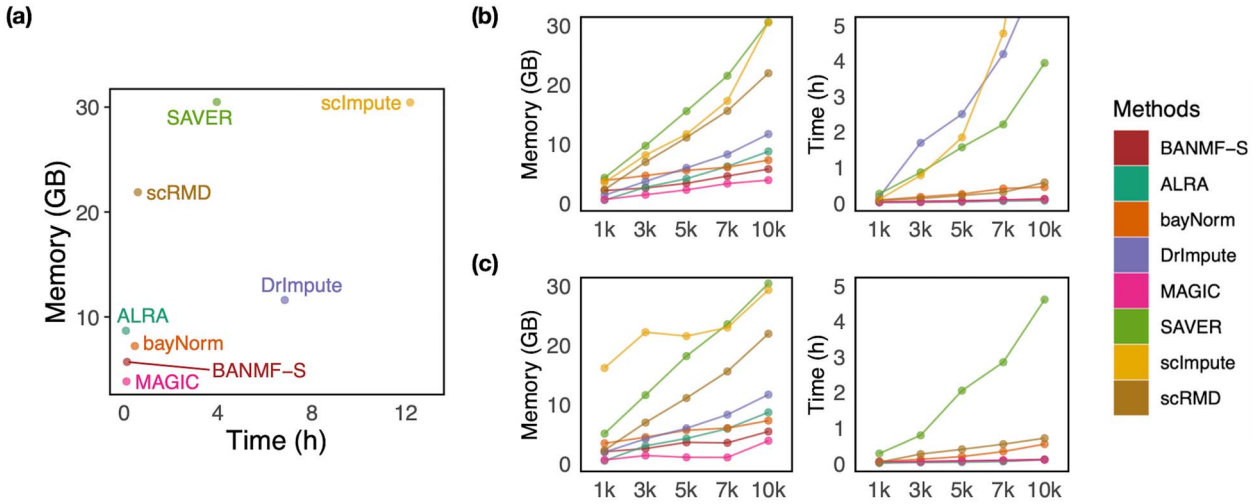 (a)
Memory (GB)
30
20
10
SAVER
scImpute
scRMD
DrImpute
ALRA
bayNorm
BANMF-S
MAGIC
0 4 8 12
Time (h)
(b)
Memory (GB)
30
20
10
0
1k 3k 5k 7k 10k
Time (h)
5
4
3
2
1
0
1k 3k 5k 7k 10k
(c)
Memory (GB)
30
20
10
0
1k 3k 5k 7k 10k
Time (h)
5
4
3
2
1
0
1k 3k 5k 7k 10k
Methods
BANMF-S
ALRA
bayNorm
DrImpute
MAGIC
SAVER
scImpute
scRMD